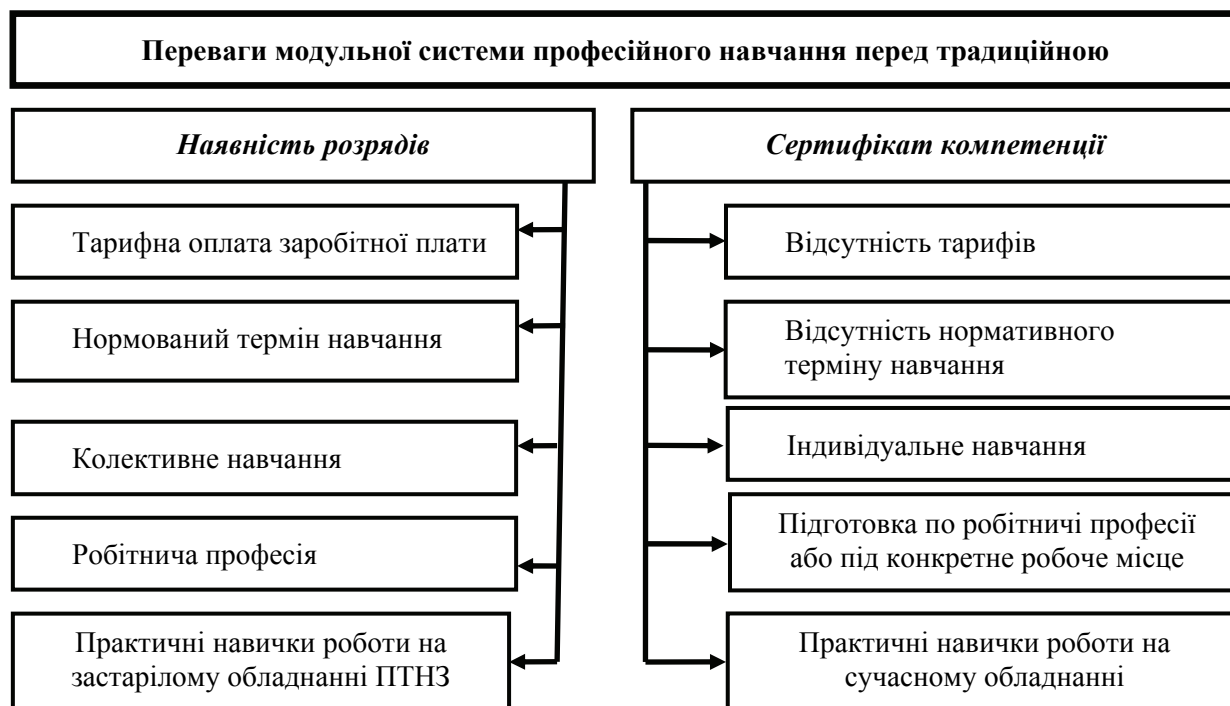 Переваги модульної системи професійного навчання перед традиційною
Наявність розрядів
Тарифна оплата заробітної плати
Нормований термін навчання
Колективне навчання
Робітнича професія
Практичні навички роботи на
застарілому обладнанні ПТНЗ
Сертифікат компетенції
Відсутність тарифів
Відсутність нормативного
терміну навчання
Індивідуальне навчання
Підготовка по робітничі професії
або під конкретне робоче місце
Практичні навички роботи на
сучасному обладнанні